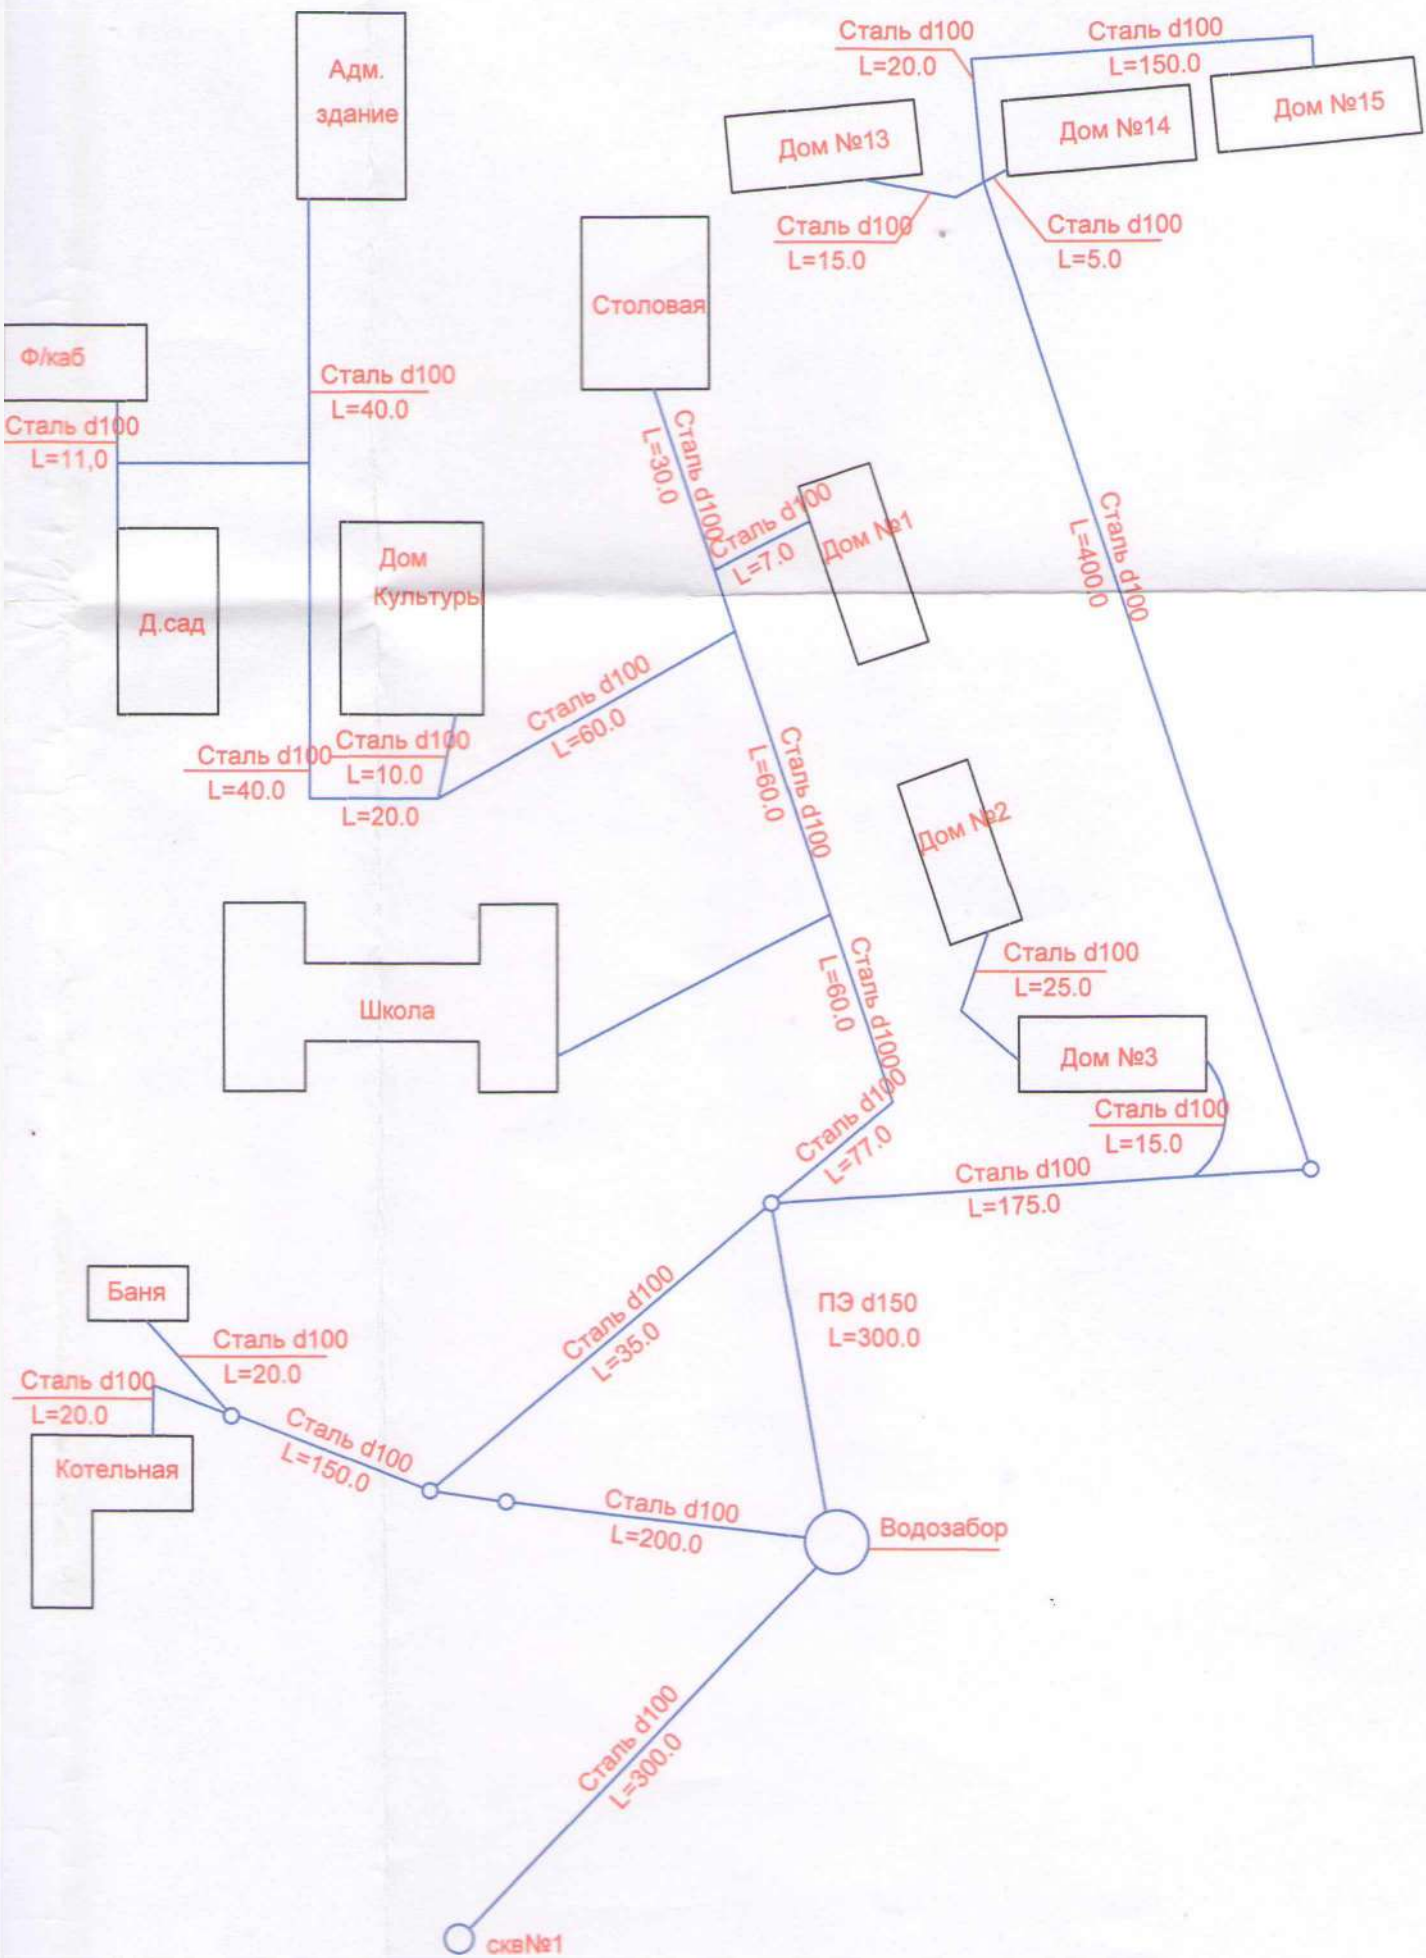 Адм.
здание
Сталь d100
L=20.0
Сталь d100
L=150.0
Дом №13
Дом №14
Дом №15
Сталь d100
L=15.0
Сталь d100
L=5.0
Столовая
Ф/каб
Сталь d100
L=11,0
Сталь d100
L=40.0
Сталь d100
L=30.0
Сталь d100
L=7.0
Дом №1
Сталь d100
L=400.0
Дом
Культуры
Д.сад
Сталь d100
L=60.0
Сталь d100
L=40.0
Сталь d100
L=10.0
L=20.0
Сталь d100
L=60.0
Дом №2
Школа
Сталь d100
L=60.0
Сталь d100
L=25.0
Дом №3
Сталь d100
L=15.0
Сталь d100
L=77.0
Сталь d100
L=175.0
Баня
Сталь d100
L=20.0
Сталь d100
L=35.0
ПЭ d150
L=300.0
Сталь d100
L=20.0
Сталь d100
L=150.0
Котельная
Сталь d100
L=200.0
Водозабор
Сталь d100
L=300.0
скв№1